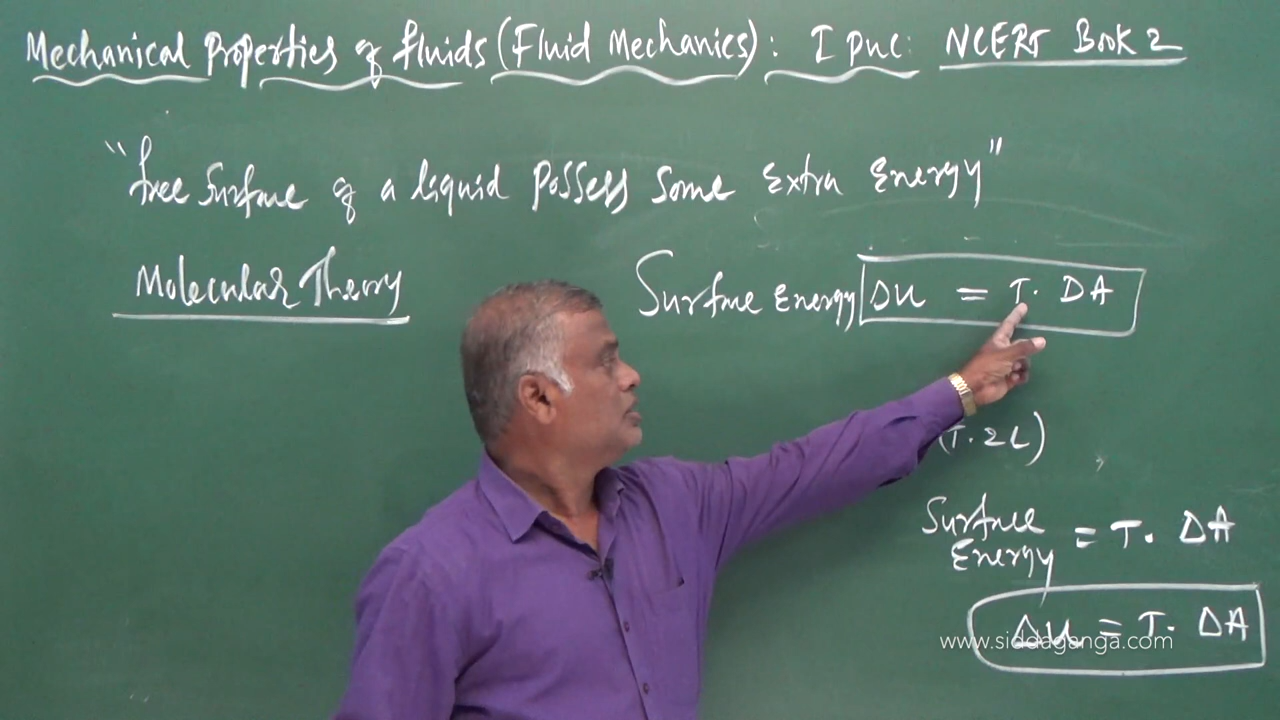 Mechanical Properties of fluids (Fluid Mechanics) : I puc: NCERT Book 2
"free surface of a liquid possess some extra energy"
Molecular Theory
Surface Energy ΔU = T. ΔA
(T. 2L)
Surface Energy = T. ΔA
ΔU = T. ΔA
www.siddaganga.com